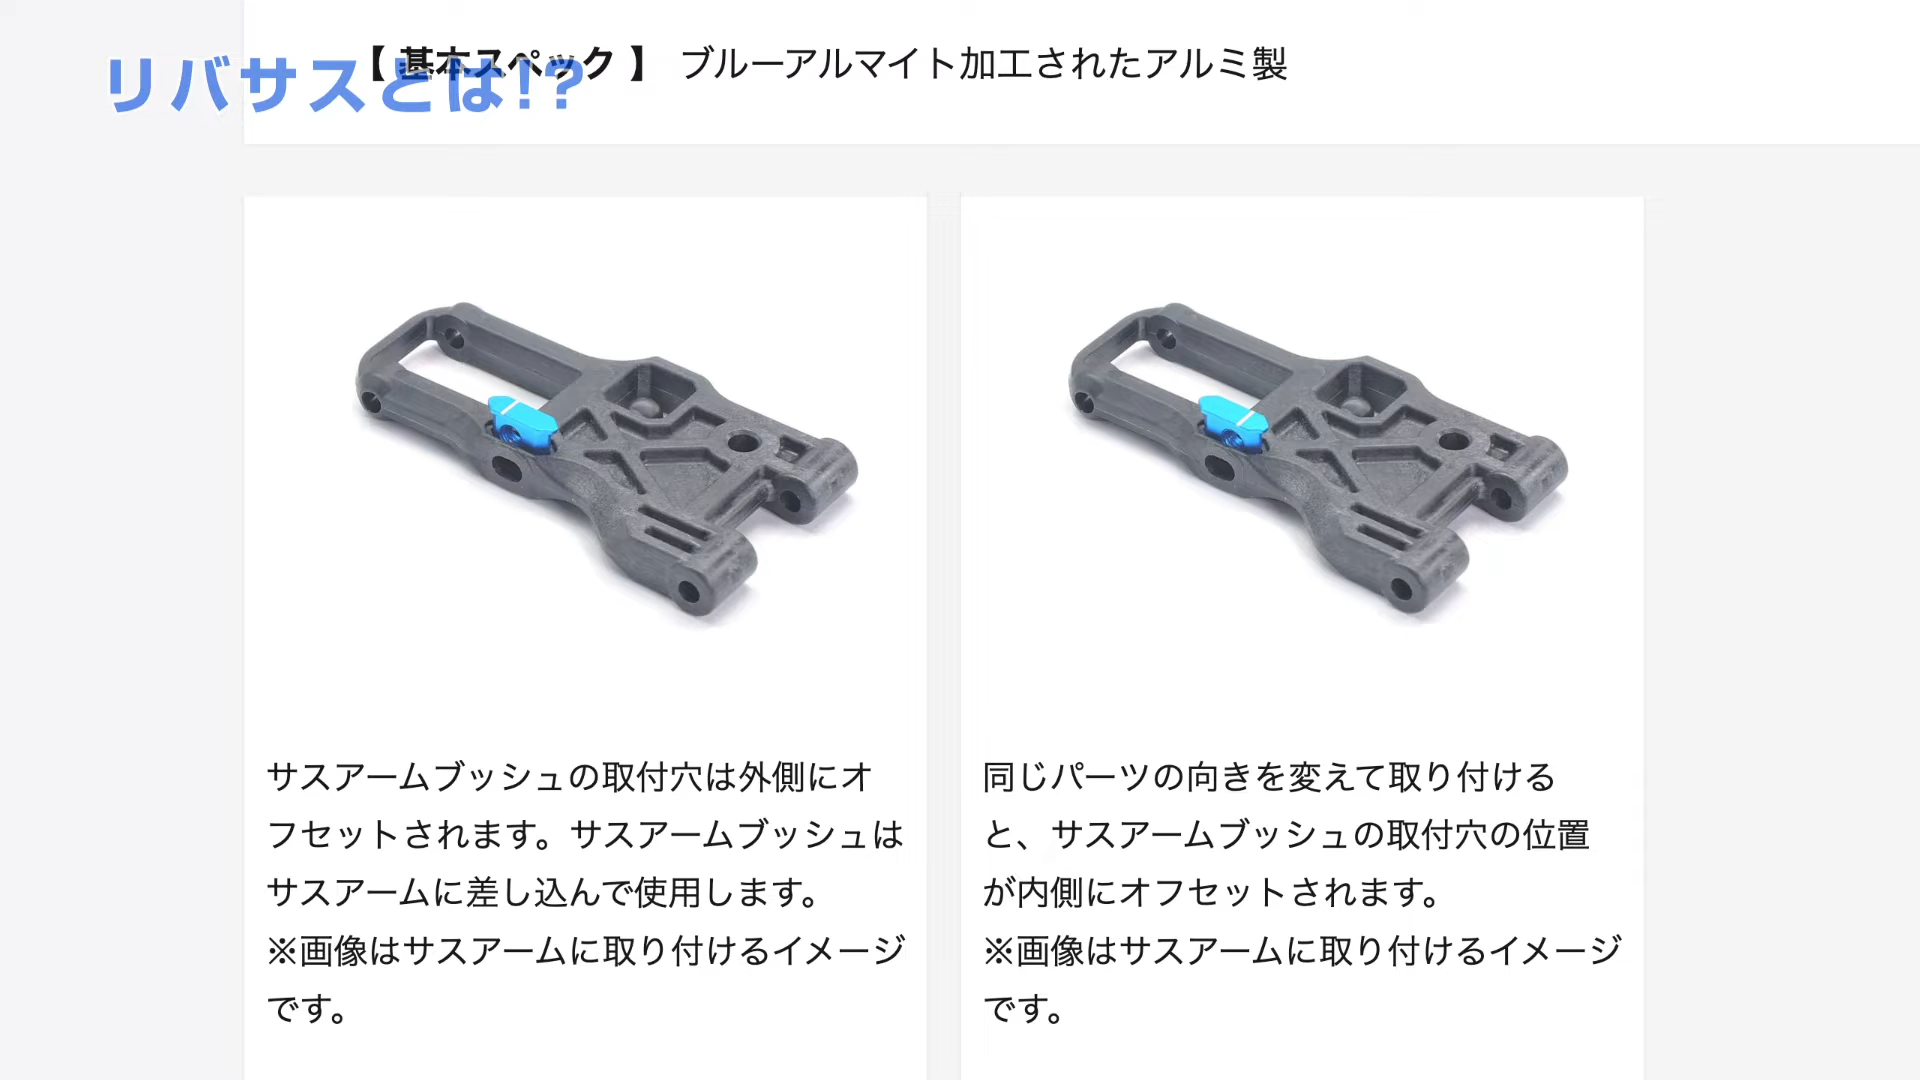 リバサスとは!?
【 基本スペック 】 ブルーアルマイト加工されたアルミ製
サスアームブッシュの取付穴は外側にオ
フセットされます。サスアームブッシュは
サスアームに差し込んで使用します。
※画像はサスアームに取り付けるイメージ
です。
同じパーツの向きを変えて取り付ける
と、サスアームブッシュの取付穴の位置
が内側にオフセットされます。
※画像はサスアームに取り付けるイメージ
です。